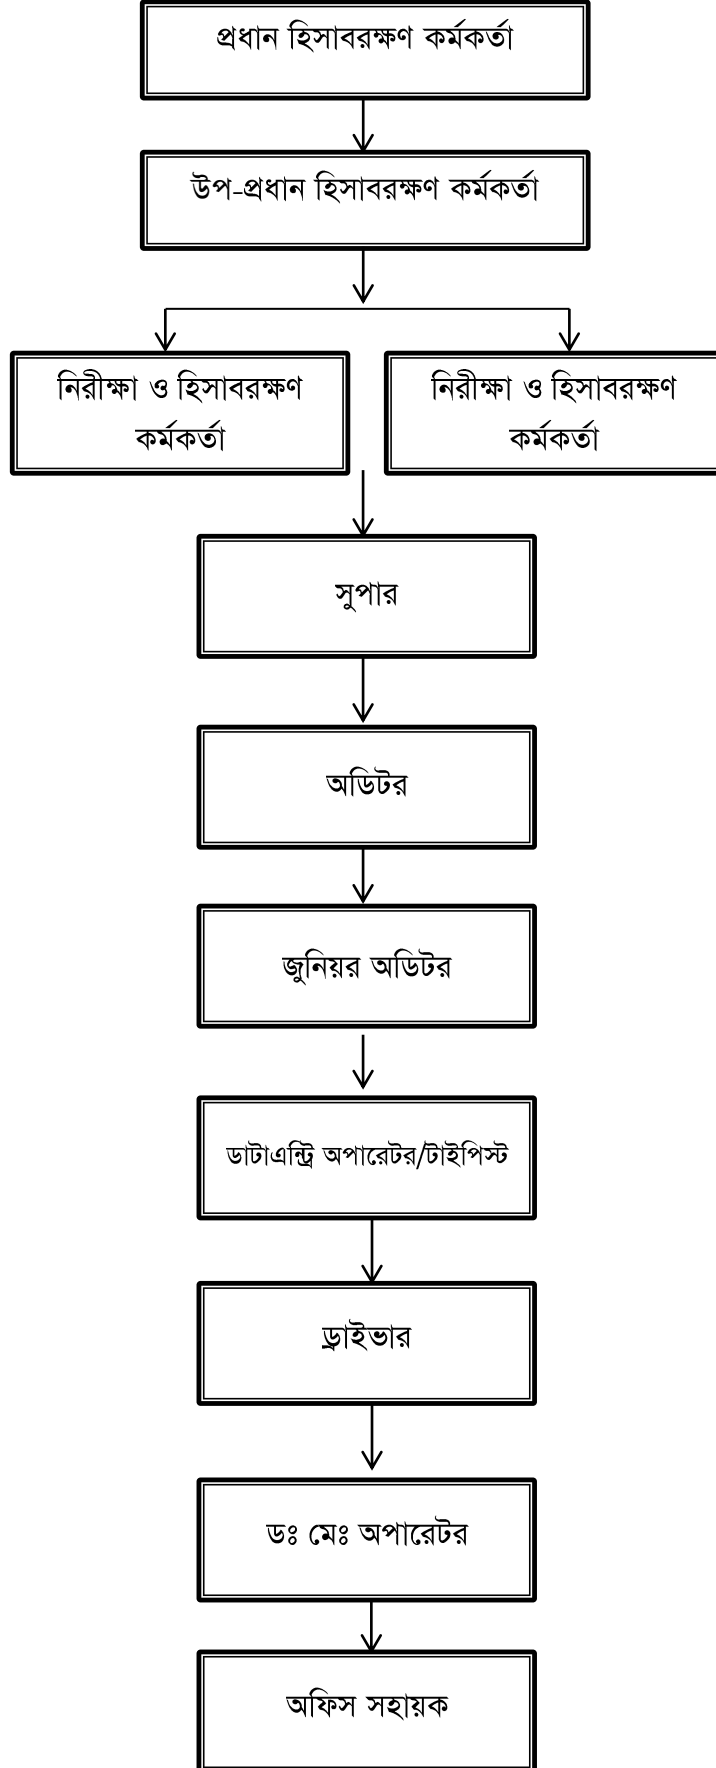 প্রধান হিসাবরক্ষণ কর্মকর্তা
উপ-প্রধান হিসাবরক্ষণ কর্মকর্তা
নিরীক্ষা ও হিসাবরক্ষণ
কর্মকর্তা
নিরীক্ষা ও হিসাবরক্ষণ
কর্মকর্তা
সুপার
অডিটর
জুনিয়র অডিটর
ডাটাএন্ট্রি অপারেটর/টাইপিস্ট
ড্রাইভার
ডঃ মেঃ অপারেটর
অফিস সহায়ক